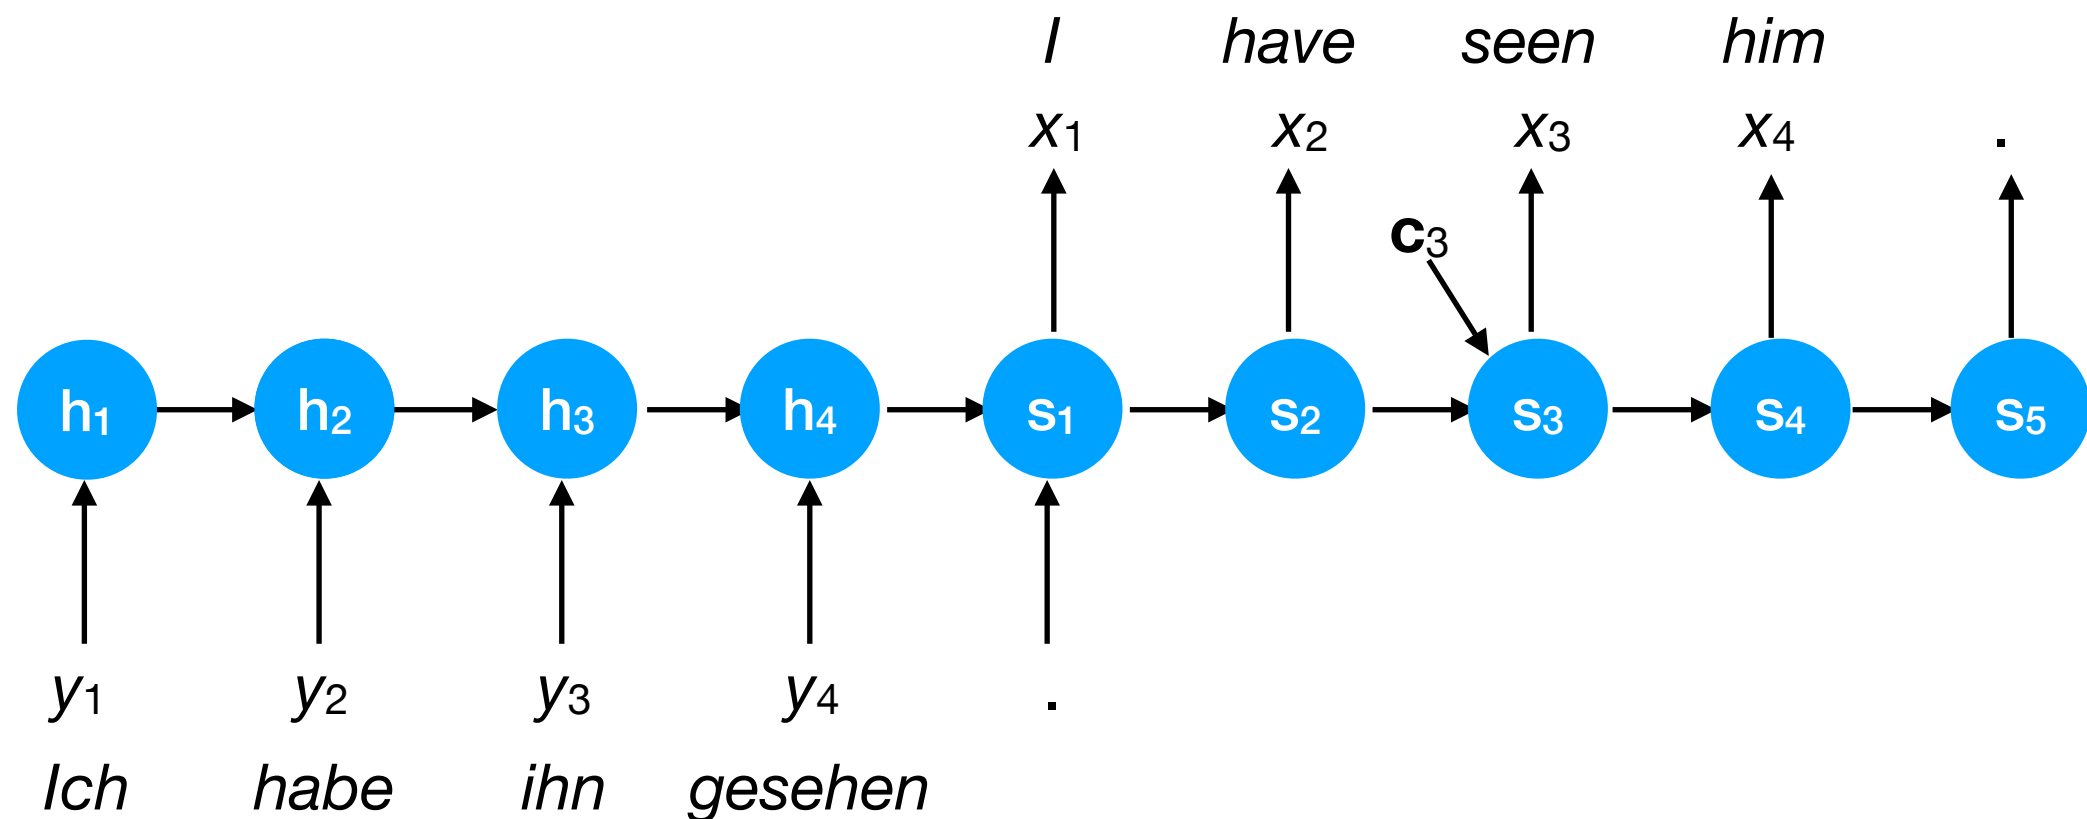 I have seen him
x1 x2 x3 x4 .
c3
h1 h2 h3 h4 s1 s2 s3 s4 s5
y1 y2 y3 y4 .
Ich habe ihn gesehen